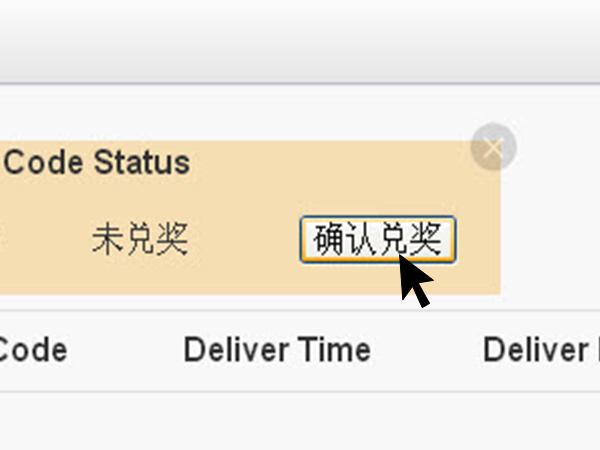 Code Status
未兑奖 确认兑奖
Code Deliver Time Deliver